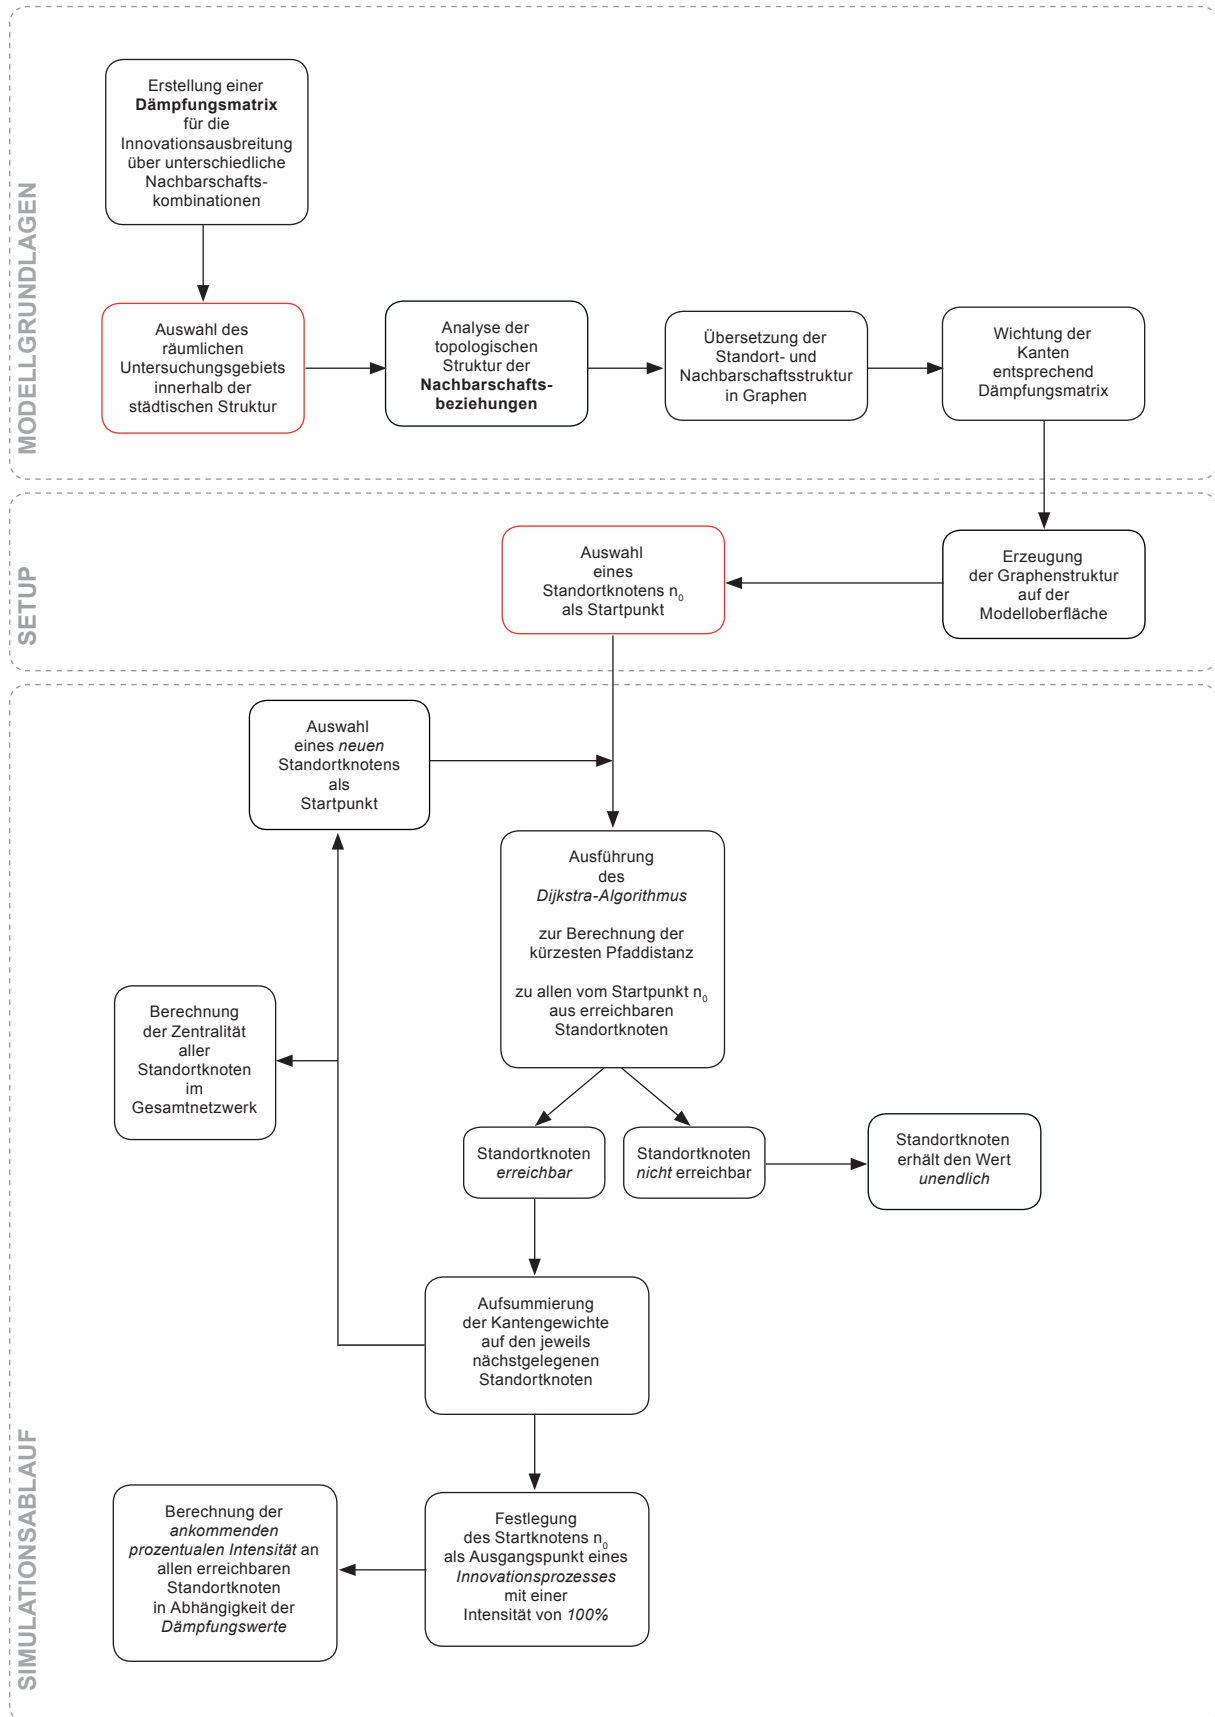 MODELLGRUNDLAGEN
Erstellung einer
Dämpfungsmatrix
für die
Innovationsausbreitung
über unterschiedliche
Nachbarschafts-
kombinationen
Auswahl des
räumlichen
Untersuchungsgebiets
innerhalb der
städtischen Struktur
Analyse der
topologischen
Struktur der
Nachbarschafts-
beziehungen
Übersetzung der
Standort- und
Nachbarschaftsstruktur
in Graphen
Wichtung der
Kanten
entsprechend
Dämpfungsmatrix
SETUP
Erzeugung
der Graphenstruktur
auf der
Modelloberfläche
Auswahl
eines
Standortknotens n₀
als Startpunkt
SIMULATIONSABLAUF
Auswahl
eines neuen
Standortknotens
als
Startpunkt
Ausführung
des
Dijkstra-Algorithmus
zur Berechnung der
kürzesten Pfaddistanz
zu allen vom Startpunkt n₀
aus erreichbaren
Standortknoten
Berechnung
der Zentralität
aller
Standortknoten
im
Gesamtnetzwerk
Standortknoten
erreichbar
Standortknoten
nicht erreichbar
Standortknoten
erhält den Wert
unendlich
Aufsummierung
der Kantengewichte
auf den jeweils
nächstgelegenen
Standortknoten
Festlegung
des Startknotens n₀
als Ausgangspunkt eines
Innovationsprozesses
mit einer
Intensität von 100%
Berechnung der
ankommenden
prozentualen Intensität an
allen erreichbaren
Standortknoten
in Abhängigkeit der
Dämpfungswerte